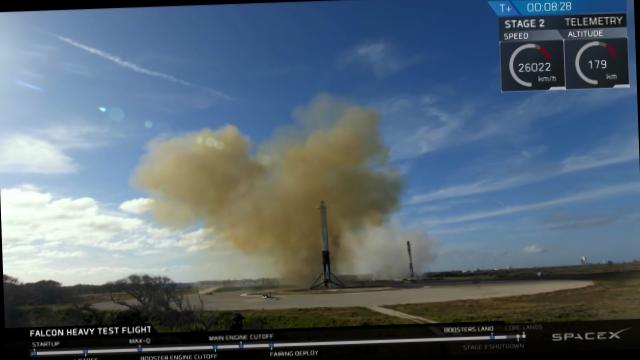 T+ 00:08:28
STAGE 2 TELEMETRY
SPEED ALTITUDE
26022 179
km/h km
FALCON HEAVY TEST FLIGHT
STARTUP MAX-Q MAIN ENGINE CUTOFF BOOSTERS LAND CORE LANDS
LIFTOFF BOOSTER ENGINE CUTOFF FAIRING DEPLOY STAGE 2 SHUTDOWN
SPACEX